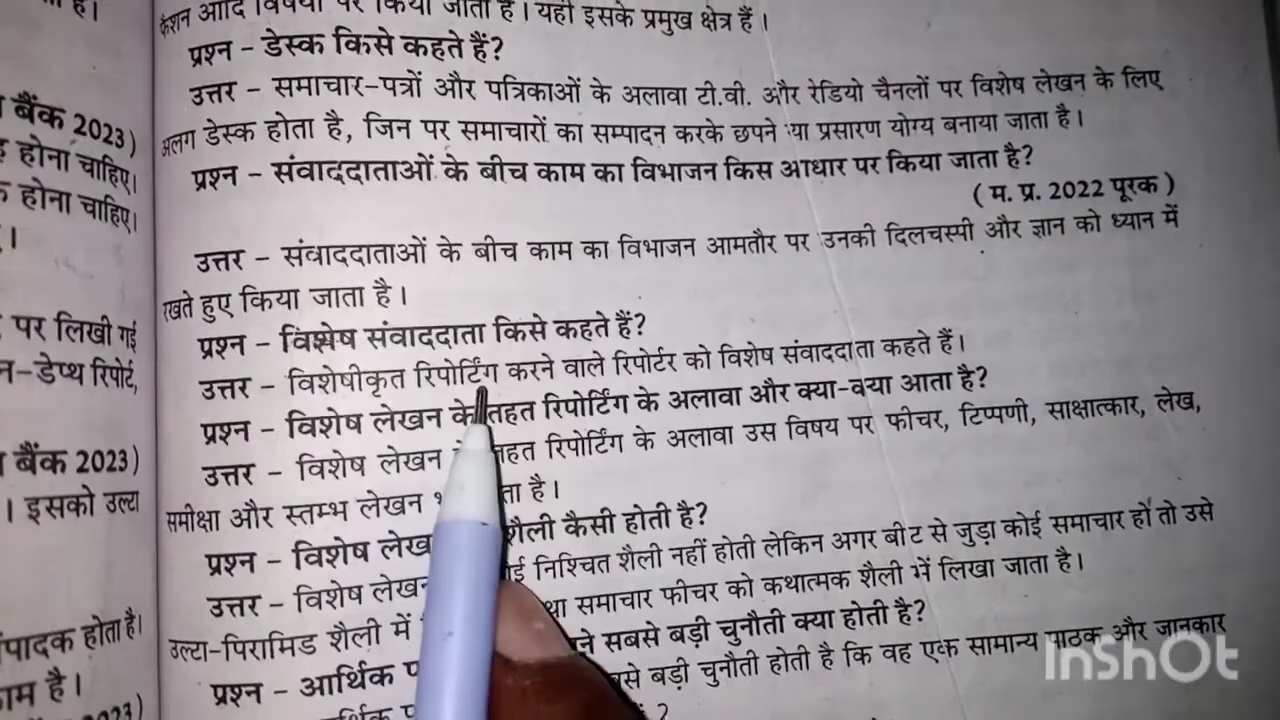 है।
बैंक 2023)
होना चाहिए।
होना चाहिए।
पर लिखी गई
न-डेप्थ रिपोर्ट,
बैंक 2023)
। इसको उल्टा
संपादक होता है।
काम है।
2023)
फैशन आदि विषयों पर किया जाता है। यही इसके प्रमुख क्षेत्र हैं।
प्रश्न – डेस्क किसे कहते हैं?
उत्तर – समाचार-पत्रों और पत्रिकाओं के अलावा टी.वी. और रेडियो चैनलों पर विशेष लेखन के लिए
अलग डेस्क होता है, जिन पर समाचारों का सम्पादन करके छपने या प्रसारण योग्य बनाया जाता है।
प्रश्न – संवाददाताओं के बीच काम का विभाजन किस आधार पर किया जाता है?
( म. प्र. 2022 पूरक )
उत्तर – संवाददाताओं के बीच काम का विभाजन आमतौर पर उनकी दिलचस्पी और ज्ञान को ध्यान में
रखते हुए किया जाता है।
प्रश्न – विशेष संवाददाता किसे कहते हैं?
उत्तर – विशेषीकृत रिपोर्टिंग करने वाले रिपोर्टर को विशेष संवाददाता कहते हैं।
प्रश्न – विशेष लेखन के तहत रिपोर्टिंग के अलावा और क्या-क्या आता है?
उत्तर – विशेष लेखन तहत रिपोर्टिंग के अलावा उस विषय पर फीचर, टिप्पणी, साक्षात्कार, लेख,
समीक्षा और स्तम्भ लेखन है।
प्रश्न – विशेष शैली कैसी होती है?
उत्तर – विशेष निश्चित शैली नहीं होती लेकिन अगर बीट से जुड़ा कोई समाचार हों तो उसे
उल्टा-पिरामिड शैली में समाचार फीचर को कथात्मक शैली में लिखा जाता है।
प्रश्न – आर्थिक सबसे बड़ी चुनौती क्या होती है?
बड़ी चुनौती होती है कि वह एक सामान्य पाठक और जानकार
InShOt